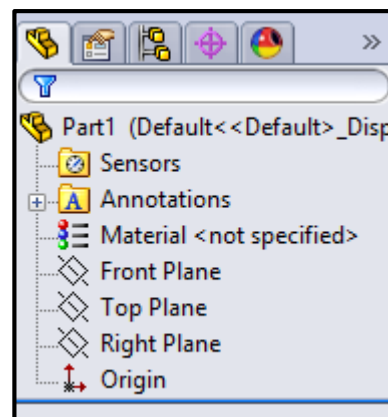 Part1 (Default<<Default>_Disp
Sensors
A Annotations
Material <not specified>
Front Plane
Top Plane
Right Plane
Origin